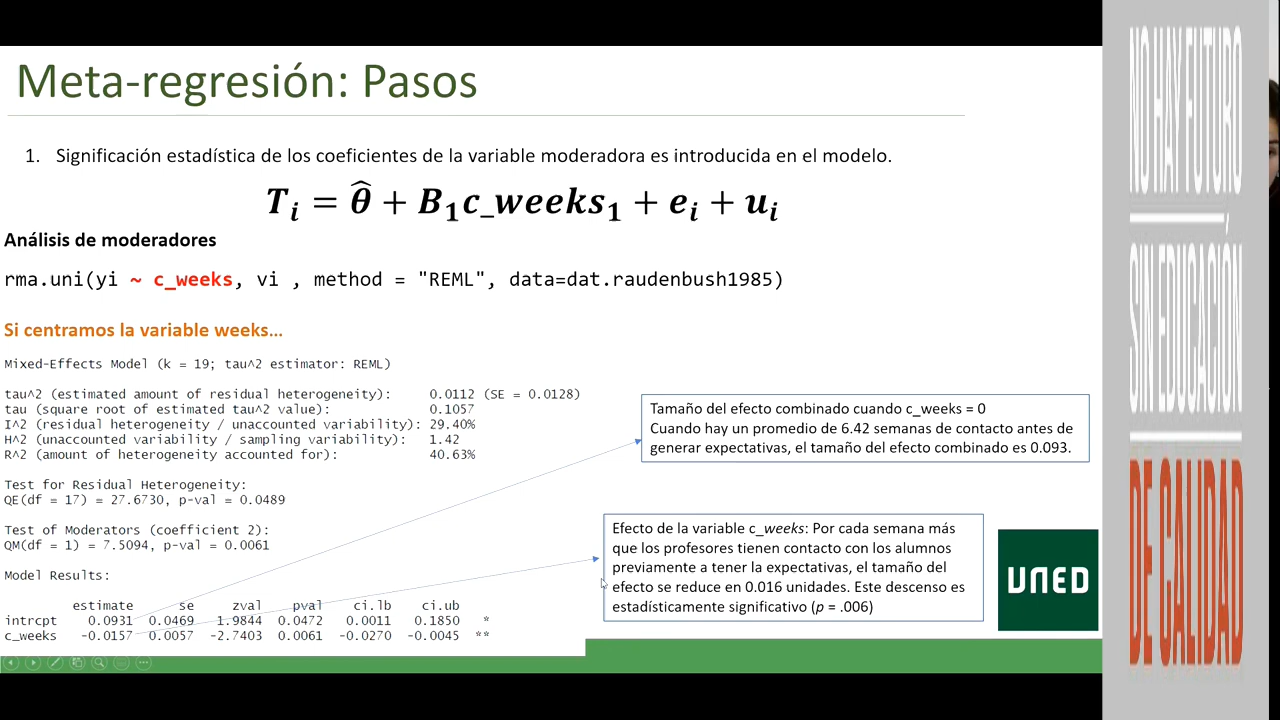 Meta-regresión: Pasos
1. Significación estadística de los coeficientes de la variable moderadora es introducida en el modelo.
T_i = θ̂ + B_1c_weeks_1 + e_i + u_i
Análisis de moderadores
rma.uni(yi ~ c_weeks, vi , method = "REML", data=dat.raudenbush1985)
Si centramos la variable weeks...
Mixed-Effects Model (k = 19; tau^2 estimator: REML)
tau^2 (estimated amount of residual heterogeneity): 0.0112 (SE = 0.0128)
tau (square root of estimated tau^2 value): 0.1057
I^2 (residual heterogeneity / unaccounted variability): 29.40%
H^2 (unaccounted variability / sampling variability): 1.42
R^2 (amount of heterogeneity accounted for): 40.63%
Test for Residual Heterogeneity:
QE(df = 17) = 27.6730, p-val = 0.0489
Test of Moderators (coefficient 2):
QM(df = 1) = 7.5094, p-val = 0.0061
Model Results:
estimate se zval pval ci.lb ci.ub
intrcpt 0.0931 0.0469 1.9844 0.0472 0.0011 0.1850 *
c_weeks -0.0157 0.0057 -2.7403 0.0061 -0.0270 -0.0045 **
Tamaño del efecto combinado cuando c_weeks = 0
Cuando hay un promedio de 6.42 semanas de contacto antes de
generar expectativas, el tamaño del efecto combinado es 0.093.
Efecto de la variable c_weeks: Por cada semana más
que los profesores tienen contacto con los alumnos
previamente a tener la expectativas, el tamaño del
efecto se reduce en 0.016 unidades. Este descenso es
estadísticamente significativo (p = .006)
UNED
NO HAY FUTURO
SIN EDUCACIÓN
DE CALIDAD